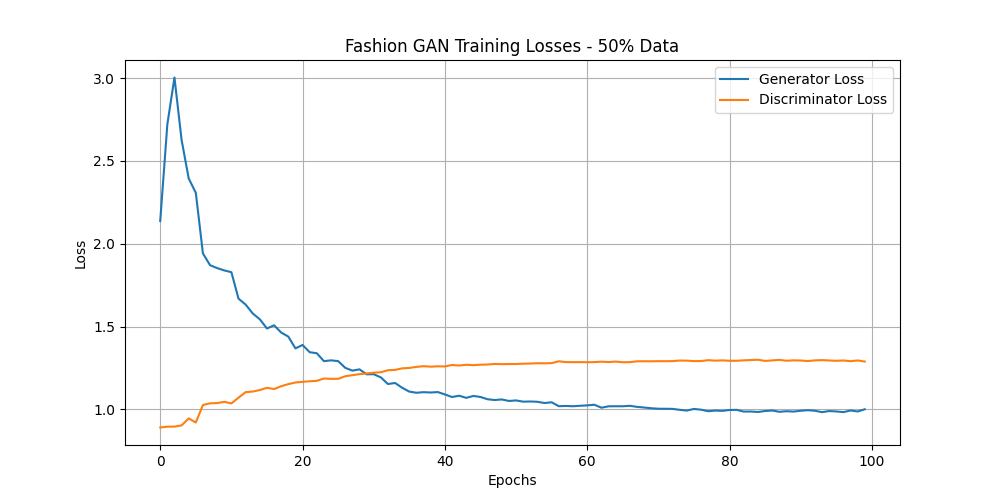 Fashion GAN Training Losses - 50% Data
Generator Loss
Discriminator Loss
3.0
2.5
2.0
1.5
1.0
Loss
0
20
40
60
80
100
Epochs